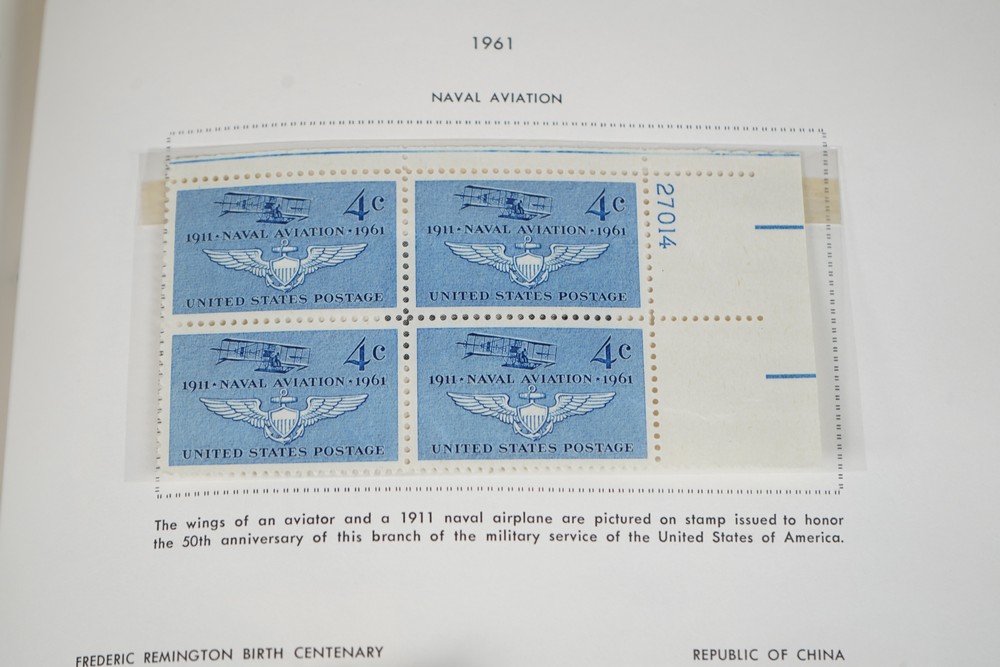 1961
NAVAL AVIATION
4c
1911 • NAVAL AVIATION • 1961
UNITED STATES POSTAGE
4c
1911 • NAVAL AVIATION • 1961
UNITED STATES POSTAGE
27014
4c
1911 • NAVAL AVIATION • 1961
UNITED STATES POSTAGE
4c
1911 • NAVAL AVIATION • 1961
UNITED STATES POSTAGE
The wings of an aviator and a 1911 naval airplane are pictured on stamp issued to honor
the 50th anniversary of this branch of the military service of the United States of America.
FREDERIC REMINGTON BIRTH CENTENARY
REPUBLIC OF CHINA